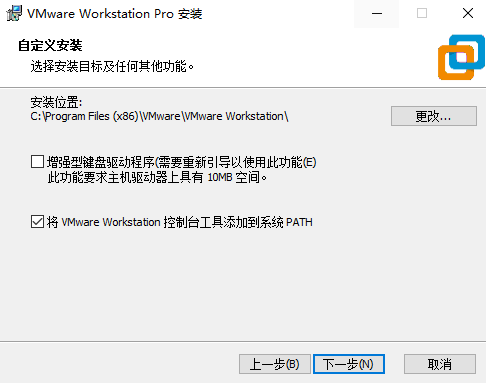 VMware Workstation Pro 安装
自定义安装
选择安装目标及任何其他功能。
安装位置:
C:\Program Files (x86)\VMware\VMware Workstation\
更改...
增强型键盘驱动程序(需要重新引导以使用此功能(E)
此功能要求主机驱动器上具有 10MB 空间。
将 VMware Workstation 控制台工具添加到系统 PATH
上一步(B) 下一步(N) 取消